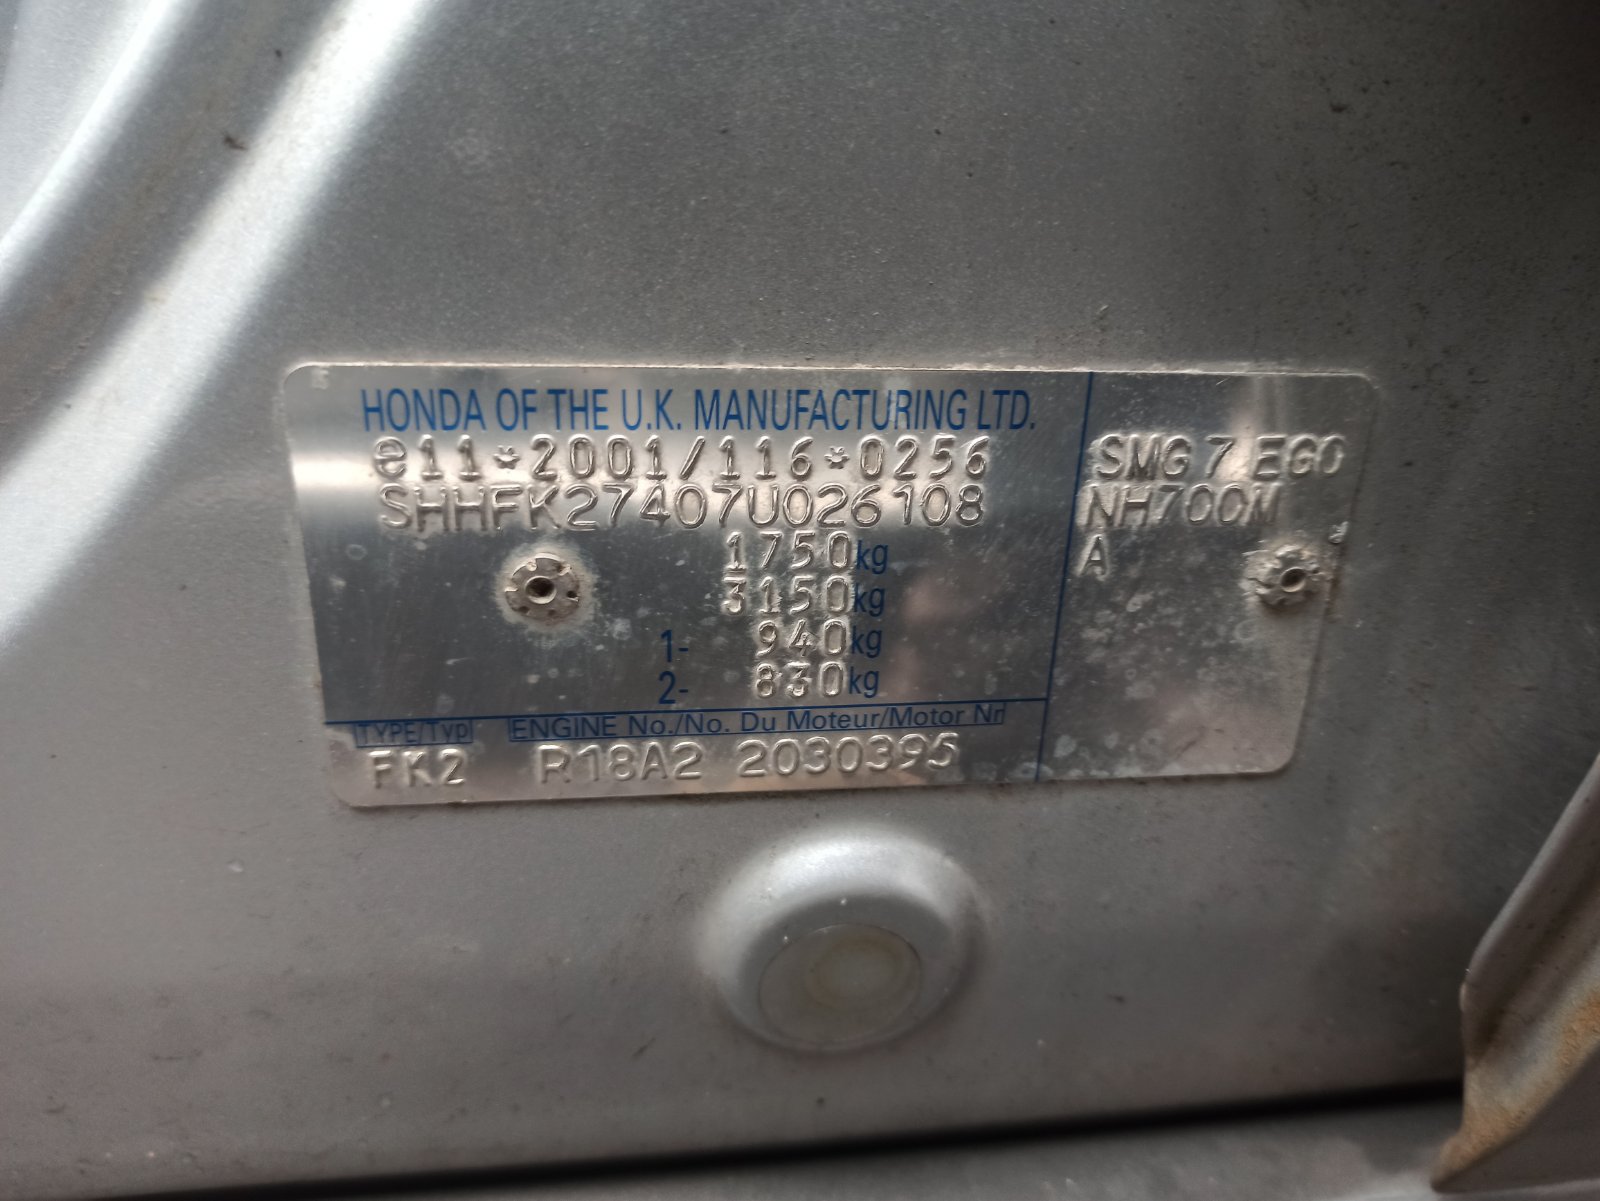 HONDA OF THE U.K. MANUFACTURING LTD.
e11*2001/116*0256
SHHFK27407U026108
1750kg
3150kg
1- 940kg
2- 830kg
TYPE/Typ ENGINE No./No. Du Moteur/Motor Nr
FK2 R18A2 2030395
SMG 7 EGO
NH700M
A